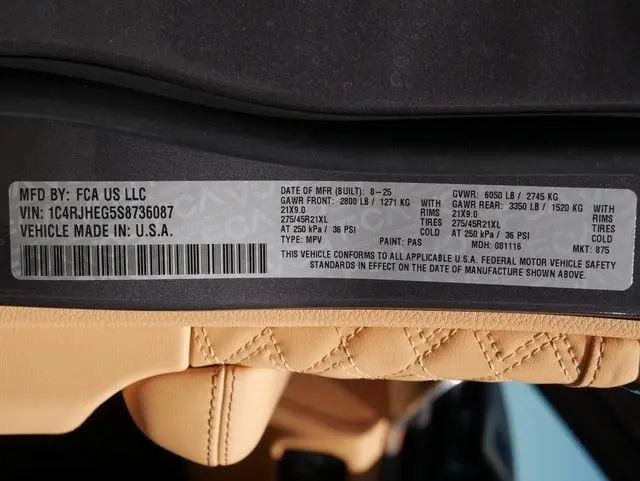 MFD BY: FCA US LLC
VIN: 1C4RJHEG5S8736087
VEHICLE MADE IN: U.S.A.
DATE OF MFR (BUILT): 8-25 GVWR: 6050 LB / 2745 KG
GAWR FRONT: 2800 LB / 1271 KG WITH GAWR REAR: 3350 LB / 1520 KG WITH
21X9.0 RIMS 21X9.0 RIMS
275/45R21XL TIRES 275/45R21XL TIRES
AT 250 kPa / 36 PSI COLD AT 250 kPa / 36 PSI COLD
TYPE: MPV PAINT: PAS MDH: 081116 MKT: 875
THIS VEHICLE CONFORMS TO ALL APPLICABLE U.S.A. FEDERAL MOTOR VEHICLE SAFETY
STANDARDS IN EFFECT ON THE DATE OF MANUFACTURE SHOWN ABOVE.